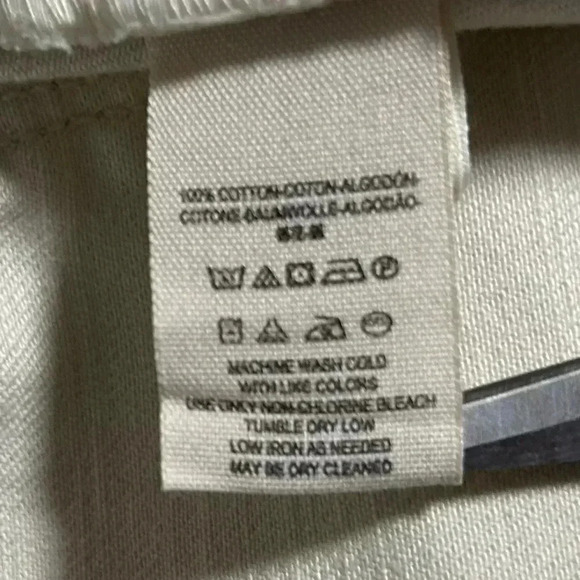 100% COTTON-COTON-ALGODÓN-
COTONE-BAUMWOLLE-ALGODÃO-
MACHINE WASH COLD
WITH LIKE COLORS
USE ONLY NON-CHLORINE BLEACH
TUMBLE DRY LOW
LOW IRON AS NEEDED
MAY BE DRY CLEANED